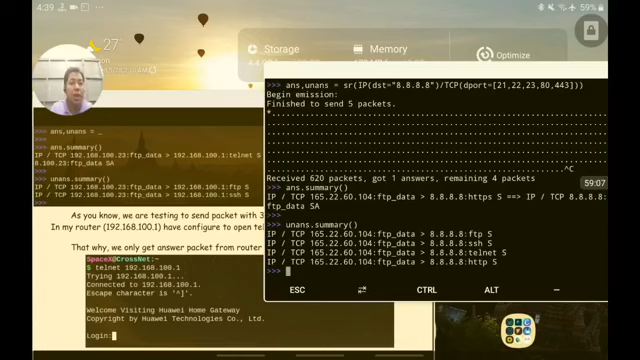 4:39
59%
27
Storage
Memory
Optimize
>>> ans,unans = _
>>>
>>> ans.summary()
IP / TCP 192.168.100.23:ftp_data > 192.168.100.1:telnet S
8.100.23:ftp_data SA
>>>
>>> unans.summary()
IP / TCP 192.168.100.23:ftp_data > 192.168.100.1:ftp S
IP / TCP 192.168.100.23:ftp_data > 192.168.100.1:ssh S
>>>
As you know, we are testing to send packet with 3
In my router (192.168.100.1) have configure to
That why, we only get answer packet from router
SpaceX@CrossNet:~
$ telnet 192.168.100.1
Trying 192.168.100.1...
Connected to 192.168.100.1.
Escape character is '^]'.
Welcome Visiting Huawei Home Gateway
Copyright by Huawei Technologies Co., Ltd.
Login:
>>> ans,unans = sr(IP(dst="8.8.8.8")/TCP(dport=[21,22,23,80,443]))
Begin emission:
Finished to send 5 packets.
*...............................................................
^C
Received 620 packets, got 1 answers, remaining 4 packets
>>> ans.summary()
IP / TCP 165.22.60.104:ftp_data > 8.8.8.8:https S ==> IP / TCP 8.8.8.8:
ftp_data SA
>>>
>>> unans.summary()
IP / TCP 165.22.60.104:ftp_data > 8.8.8.8:ftp S
IP / TCP 165.22.60.104:ftp_data > 8.8.8.8:ssh S
IP / TCP 165.22.60.104:ftp_data > 8.8.8.8:telnet S
IP / TCP 165.22.60.104:ftp_data > 8.8.8.8:http S
>>>
59:07
ESC
CTRL
ALT